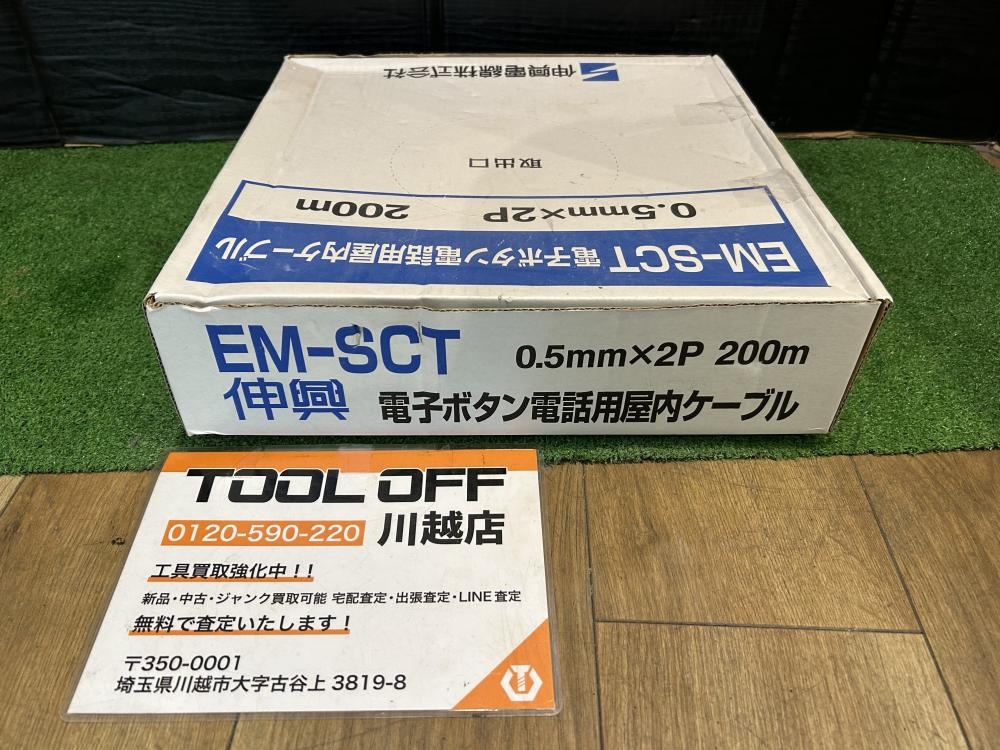 伸興電線株式会社
取出口
0.5mm×2P 200m
EM-SCT 電子ボタン電話用屋内ケーブル
EM-SCT 0.5mm×2P 200m
伸興 電子ボタン電話用屋内ケーブル
TOOL OFF
0120-590-220 川越店
工具買取強化中!!
新品・中古・ジャンク買取可能 宅配査定・出張査定・LINE査定
無料で査定いたします!
〒350-0001
埼玉県川越市大字古谷上 3819-8